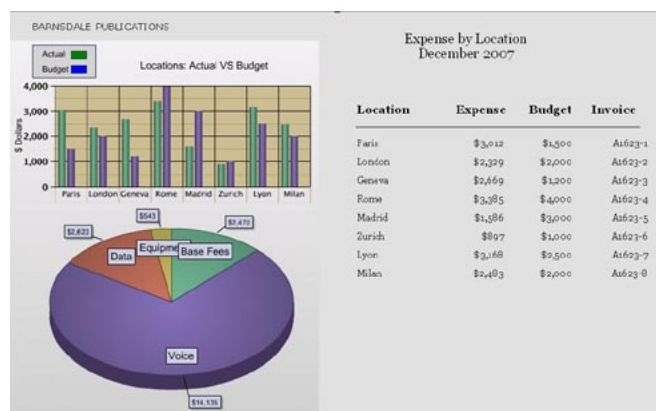 BARNSDALE PUBLICATIONS
Actual
Budget
Locations: Actual VS Budget
$ Dollars
4,000
3,000
2,000
1,000
0
Paris London Geneva Rome Madrid Zurich Lyon Milan
$543
$2,470
$2,623
Data
Equipme
Base Fees
Voice
$14,135
Expense by Location
December 2007
Location Expense Budget Invoice
Paris $3,012 $1,500 A1623-1
London $2,329 $2,000 A1623-2
Geneva $2,669 $1,200 A1623-3
Rome $3,385 $4,000 A1623-4
Madrid $1,586 $3,000 A1623-5
Zurich $897 $1,000 A1623-6
Lyon $3,168 $2,500 A1623-7
Milan $2,483 $2,000 A1623-8